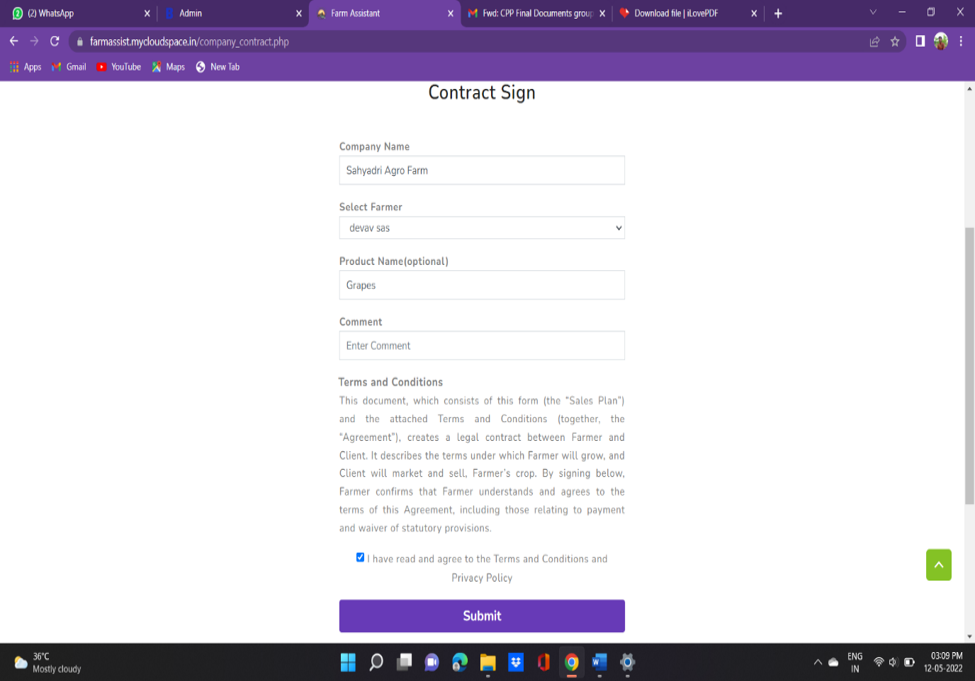 (2) WhatsApp
Admin
Farm Assistant
Fwd: CPP Final Documents group
Download file | iLovePDF
farmassist.mycloudspace.in/company_contract.php
Apps
Gmail
YouTube
Maps
New Tab
Contract Sign
Company Name
Sahyadri Agro Farm
Select Farmer
devav sas
Product Name(optional)
Grapes
Comment
Enter Comment
Terms and Conditions
This document, which consists of this form (the “Sales Plan”)
and the attached Terms and Conditions (together, the
“Agreement”), creates a legal contract between Farmer and
Client. It describes the terms under which Farmer will grow, and
Client will market and sell, Farmer’s crop. By signing below,
Farmer confirms that Farmer understands and agrees to the
terms of this Agreement, including those relating to payment
and waiver of statutory provisions.
I have read and agree to the Terms and Conditions and
Privacy Policy
Submit
36°C
Mostly cloudy
ENG
IN
03:09 PM
12-05-2022